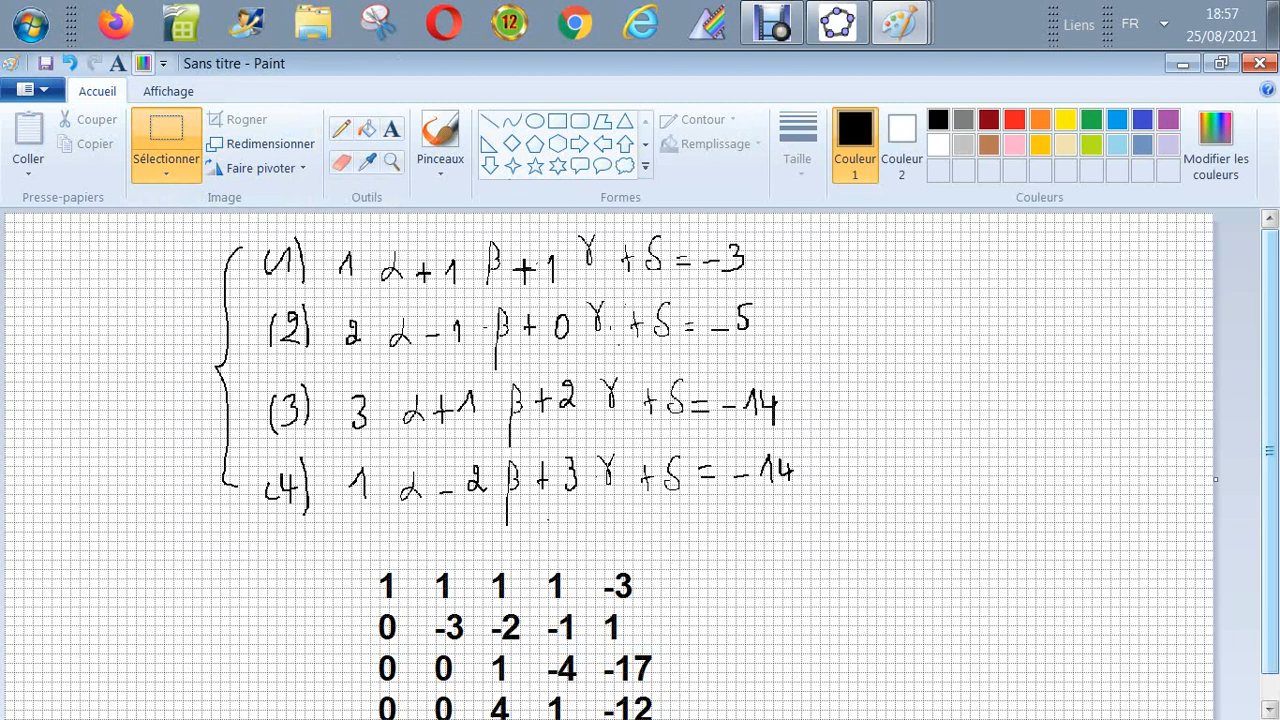 12
Liens
FR
18:57
25/08/2021
Sans titre - Paint
Accueil
Affichage
Coller
Couper
Copier
Presse-papiers
Sélectionner
Rogner
Redimensionner
Faire pivoter
Image
A
Outils
Pinceaux
Contour
Remplissage
Formes
Taille
Couleur 1
Couleur 2
Modifier les couleurs
Couleurs
(1) 1 α + 1 β + 1 γ + δ = -3
(2) 2 α - 1 β + 0 γ + δ = -5
(3) 3 α + 1 β + 2 γ + δ = -14
(4) 1 α - 2 β + 3 γ + δ = -14
1 1 1 1 -3
0 -3 -2 -1 1
0 0 1 -4 -17
0 0 4 1 -12